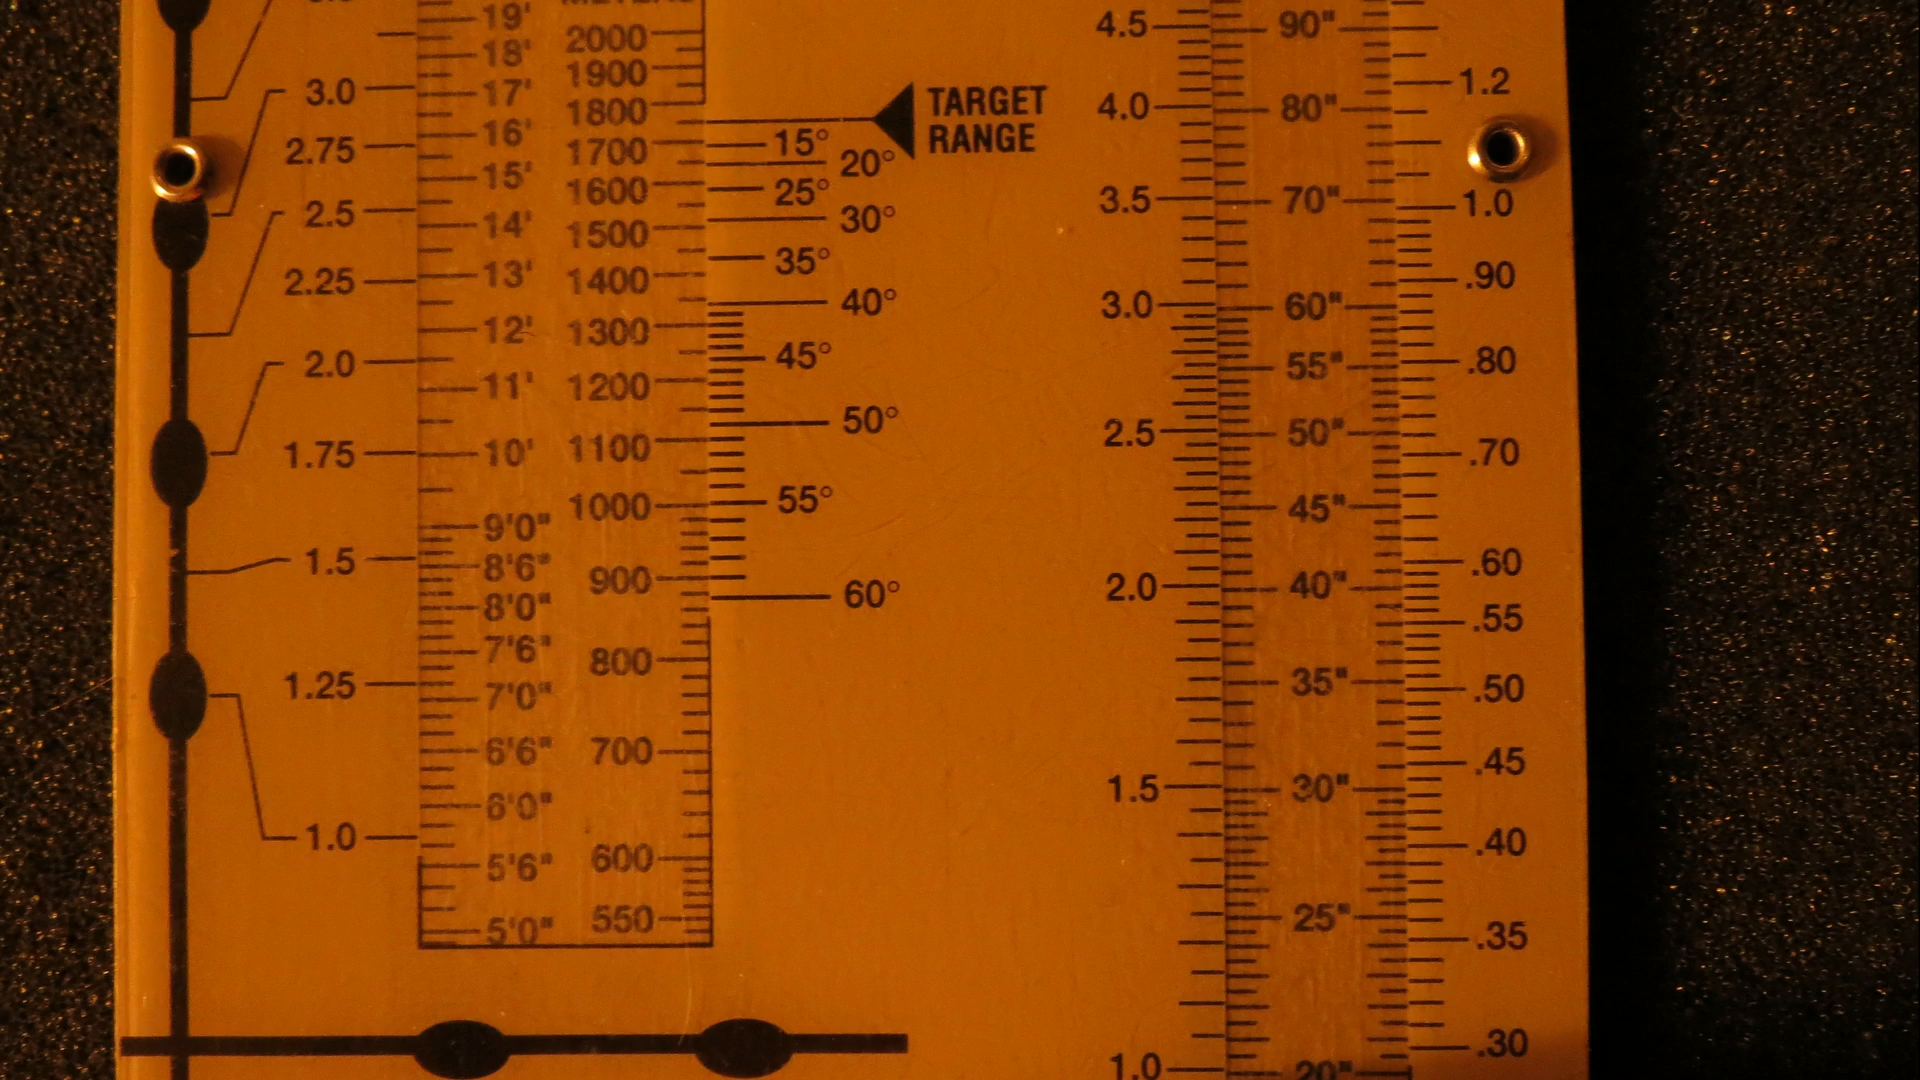 19' 2000 4.5 90"
18' 1900 1.2
3.0 17' 1800 TARGET 4.0 80"
16' RANGE
2.75 1700 15°
15' 20°
1600 25° 3.5 70" 1.0
2.5 14' 1500 30°
35°
2.25 13' 1400 .90
40° 3.0 60"
12' 1300
2.0 45° 55" .80
11' 1200
50° 2.5 50"
1.75 10' 1100 .70
1000 55° 45"
9'0"
1.5 8'6" .60
900 60° 2.0 40"
8'0" .55
7'6" 800
1.25 7'0" 35" .50
6'6" 700 .45
6'0" 1.5 30"
1.0 .40
5'6" 600
5'0" 550 25" .35
.30
1.0 20"